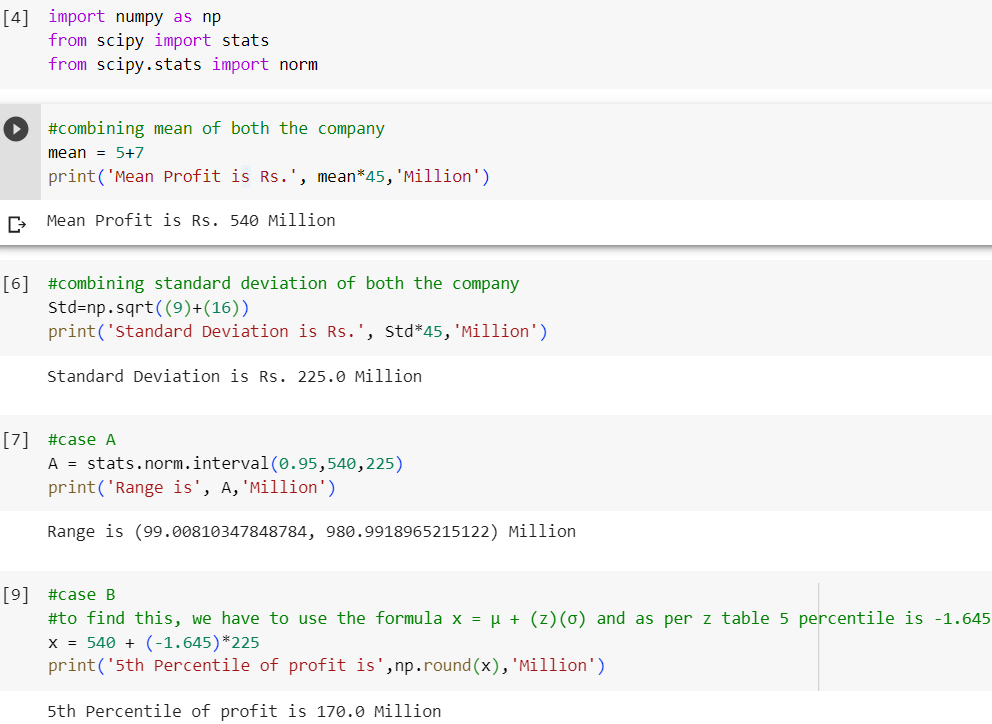 [4] import numpy as np
from scipy import stats
from scipy.stats import norm
#combining mean of both the company
mean = 5+7
print('Mean Profit is Rs.', mean*45,'Million')
Mean Profit is Rs. 540 Million
[6] #combining standard deviation of both the company
Std=np.sqrt((9)+(16))
print('Standard Deviation is Rs.', Std*45,'Million')
Standard Deviation is Rs. 225.0 Million
[7] #case A
A = stats.norm.interval(0.95,540,225)
print('Range is', A,'Million')
Range is (99.00810347848784, 980.9918965215122) Million
[9] #case B
#to find this, we have to use the formula x = μ + (z)(σ) and as per z table 5 percentile is -1.645
x = 540 + (-1.645)*225
print('5th Percentile of profit is',np.round(x),'Million')
5th Percentile of profit is 170.0 Million